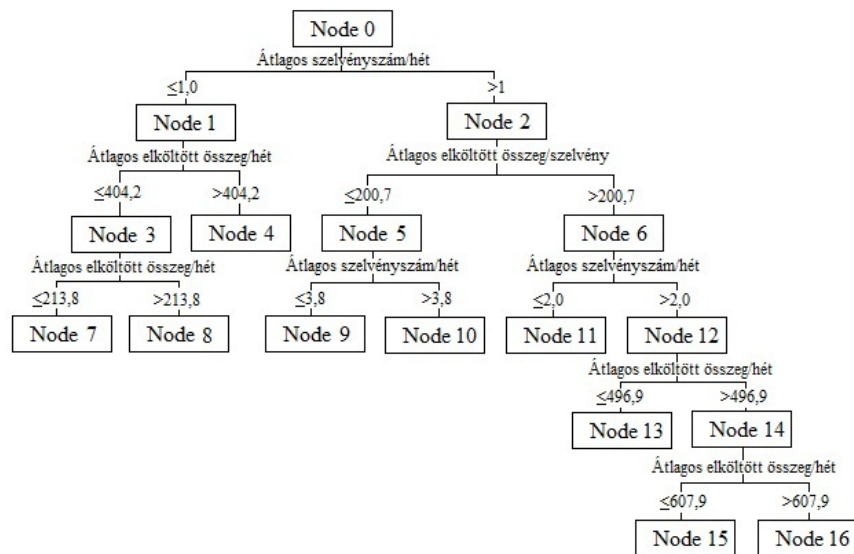 Node 0
Átlagos szelvényszám/hét
≤1,0 >1
Node 1 Node 2
Átlagos elköltött összeg/hét Átlagos elköltött összeg/szelvény
≤404,2 >404,2 ≤200,7 >200,7
Node 3 Node 4 Node 5 Node 6
Átlagos elköltött összeg/hét Átlagos szelvényszám/hét Átlagos szelvényszám/hét
≤213,8 >213,8 ≤3,8 >3,8 ≤2,0 >2,0
Node 7 Node 8 Node 9 Node 10 Node 11 Node 12
Átlagos elköltött összeg/hét
≤496,9 >496,9
Node 13 Node 14
Átlagos elköltött összeg/hét
≤607,9 >607,9
Node 15 Node 16